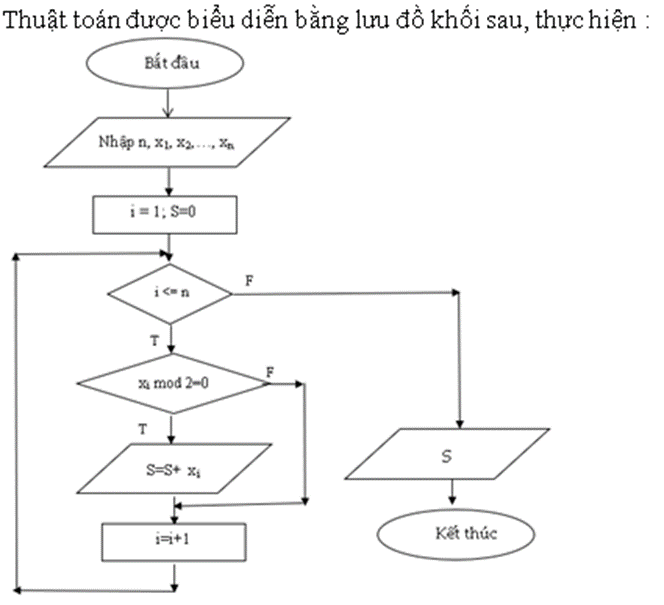 Thuật toán được biểu diễn bằng lưu đồ khối sau, thực hiện :
Bắt đầu
Nhập n, x₁, x₂,…, xₙ
i = 1; S=0
i <= n
F
T
xᵢ mod 2=0
F
T
S=S+ xᵢ
S
i=i+1
Kết thúc